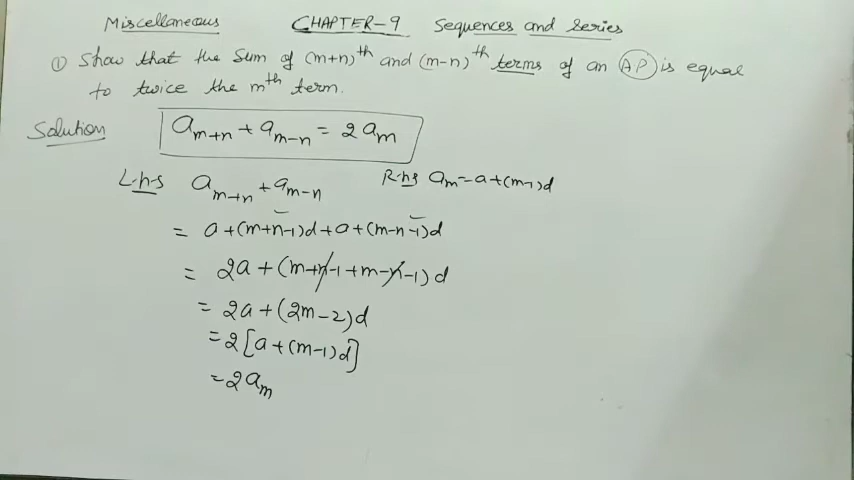 Miscellaneous CHAPTER-9 Sequences and Series
① Show that the sum of (m+n)th and (m-n)th terms of an AP is equal
to twice the mth term.
Solution a_{m+n} + a_{m-n} = 2a_m
L.h.s a_{m+n} + a_{m-n} R.h.s a_m = a+(m-1)d
= a+(m+n-1)d+a+(m-n-1)d
= 2a+(m+n-1+m-n-1)d
= 2a+(2m-2)d
= 2[a+(m-1)d]
= 2a_m